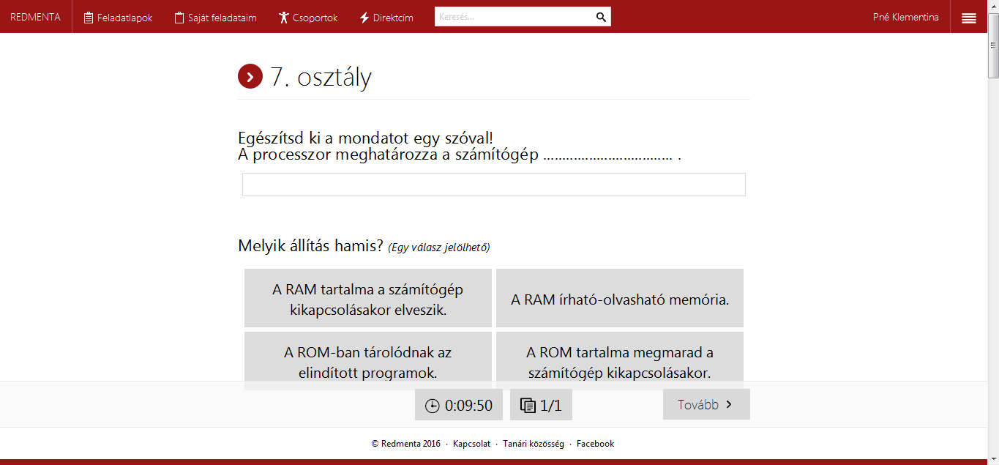 REDMENTA Feladatlapok Saját feladataim Csoportok Direktcím Keresés... Pné Klementina
7. osztály
Egészítsd ki a mondatot egy szóval!
A processzor meghatározza a számítógép .................................. .
Melyik állítás hamis? (Egy válasz jelölhető)
A RAM tartalma a számítógép
kikapcsolásakor elveszik.
A RAM írható-olvasható memória.
A ROM-ban tárolódnak az
elindított programok.
A ROM tartalma megmarad a
számítógép kikapcsolásakor.
0:09:50 1/1 Tovább
© Redmenta 2016 · Kapcsolat · Tanári közösség · Facebook